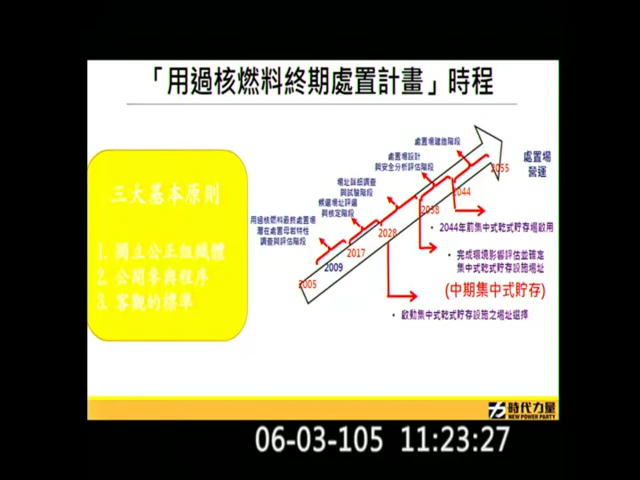 「用過核燃料終期處置計畫」時程
三大基本原則
1. 獨立公正組織體
2. 公開參與程序
3. 客觀的標準
處置場建造階段
處置場設計
與安全分析評估階段
場址詳細調查
與試驗階段
候選場址評選
與核定階段
用過核燃料最終處置場
潛在處置母岩特性
調查與評估階段
2005
2009
2017
2028
2038
2044
2055
處置場
營運
• 2044年前集中式乾式貯存場啟用
• 完成環境影響評估並確定
集中式乾式貯存設施場址
(中期集中式貯存)
• 啟動集中式乾式貯存設施之場址選擇
時代力量
NEW POWER PARTY
06-03-105 11:23:27